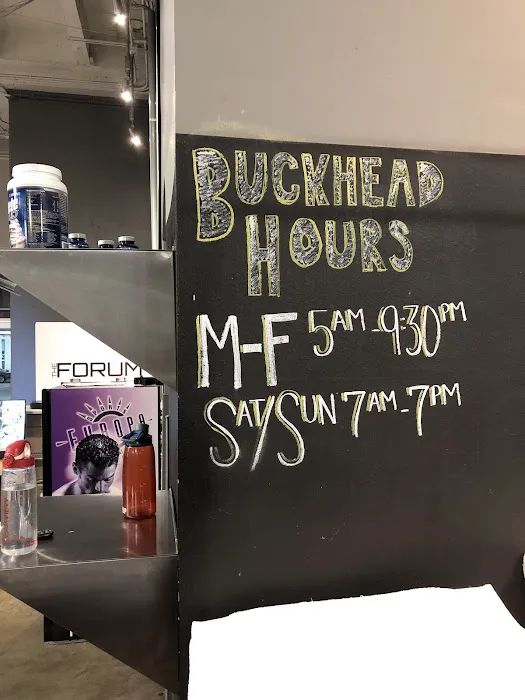 BUCKHEAD
HOURS
M-F 5AM-9:30PM
SAT/SUN 7AM-7PM
THE FORUM
EUROPA